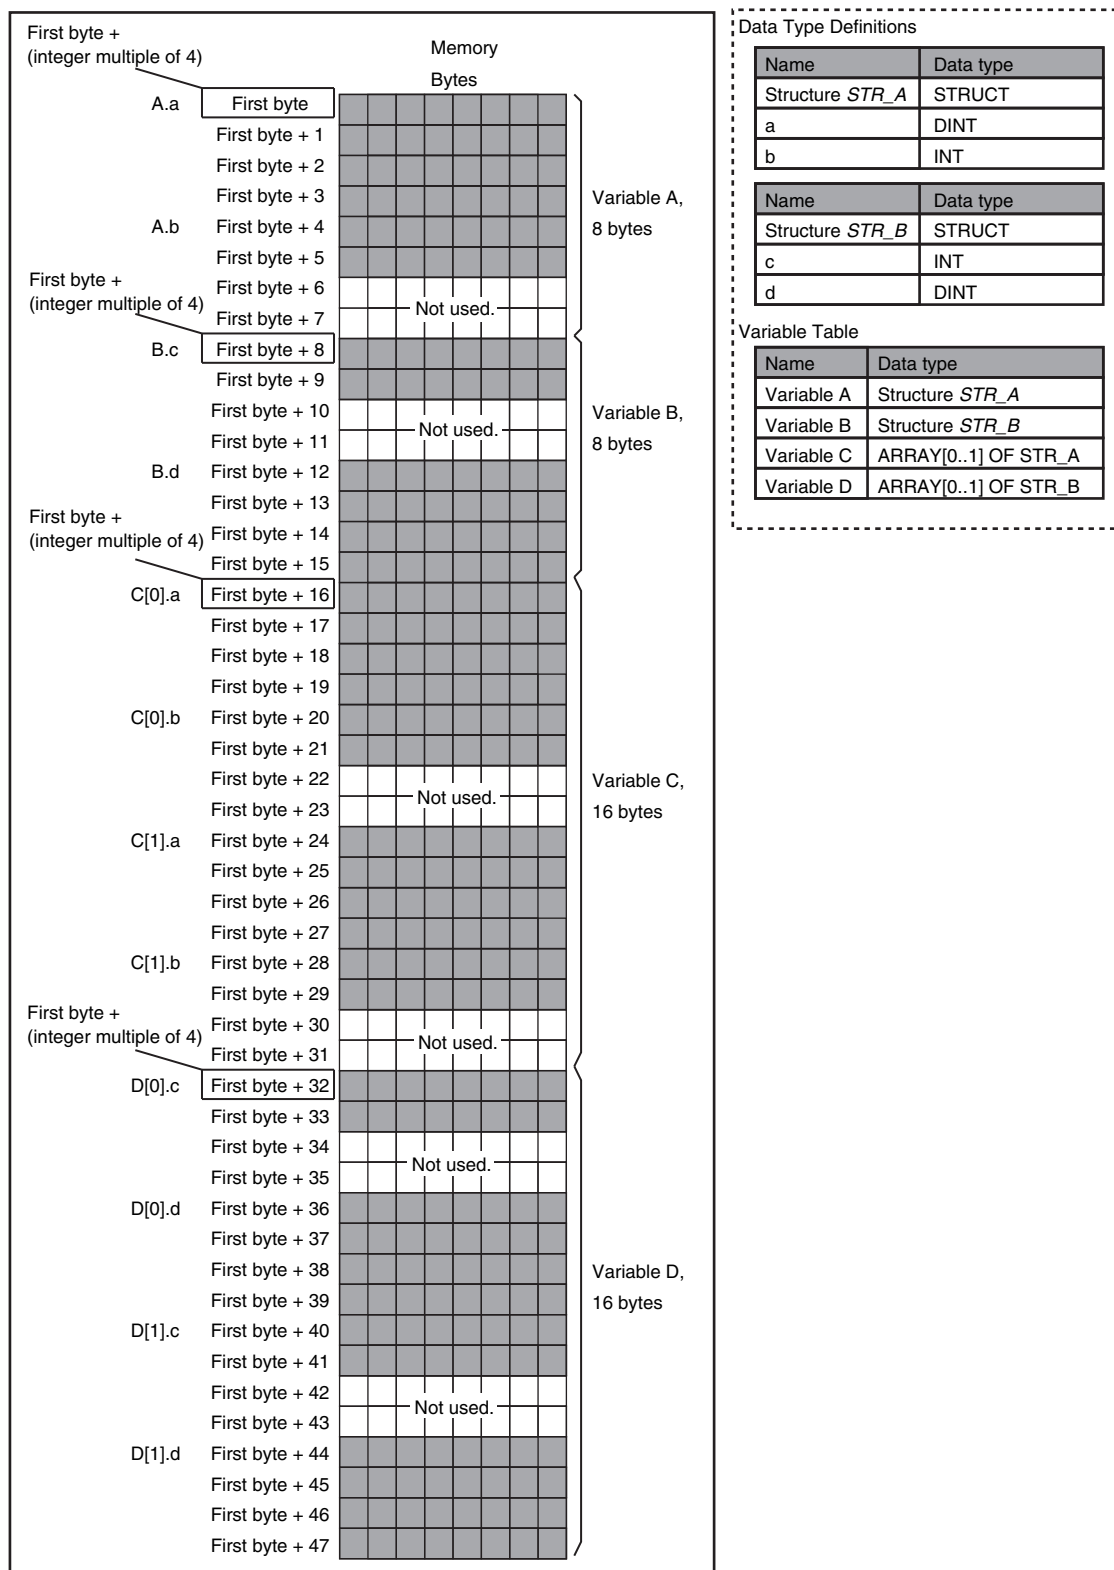 First byte +
(integer multiple of 4)
Memory
Bytes
A.a First byte
First byte + 1
First byte + 2
First byte + 3
Variable A,
A.b First byte + 4
8 bytes
First byte + 5
First byte +
(integer multiple of 4)
First byte + 6
Not used.
First byte + 7
B.c First byte + 8
First byte + 9
First byte + 10
Variable B,
Not used.
First byte + 11
8 bytes
B.d First byte + 12
First byte + 13
First byte +
(integer multiple of 4)
First byte + 14
First byte + 15
C[0].a First byte + 16
First byte + 17
First byte + 18
First byte + 19
C[0].b First byte + 20
First byte + 21
First byte + 22
Variable C,
Not used.
First byte + 23
16 bytes
C[1].a First byte + 24
First byte + 25
First byte + 26
First byte + 27
C[1].b First byte + 28
First byte + 29
First byte +
(integer multiple of 4)
First byte + 30
Not used.
First byte + 31
D[0].c First byte + 32
First byte + 33
First byte + 34
Not used.
First byte + 35
D[0].d First byte + 36
First byte + 37
First byte + 38
Variable D,
First byte + 39
16 bytes
D[1].c First byte + 40
First byte + 41
First byte + 42
Not used.
First byte + 43
D[1].d First byte + 44
First byte + 45
First byte + 46
First byte + 47
Data Type Definitions
Name Data type
Structure STR_A STRUCT
a DINT
b INT
Name Data type
Structure STR_B STRUCT
c INT
d DINT
Variable Table
Name Data type
Variable A Structure STR_A
Variable B Structure STR_B
Variable C ARRAY[0..1] OF STR_A
Variable D ARRAY[0..1] OF STR_B